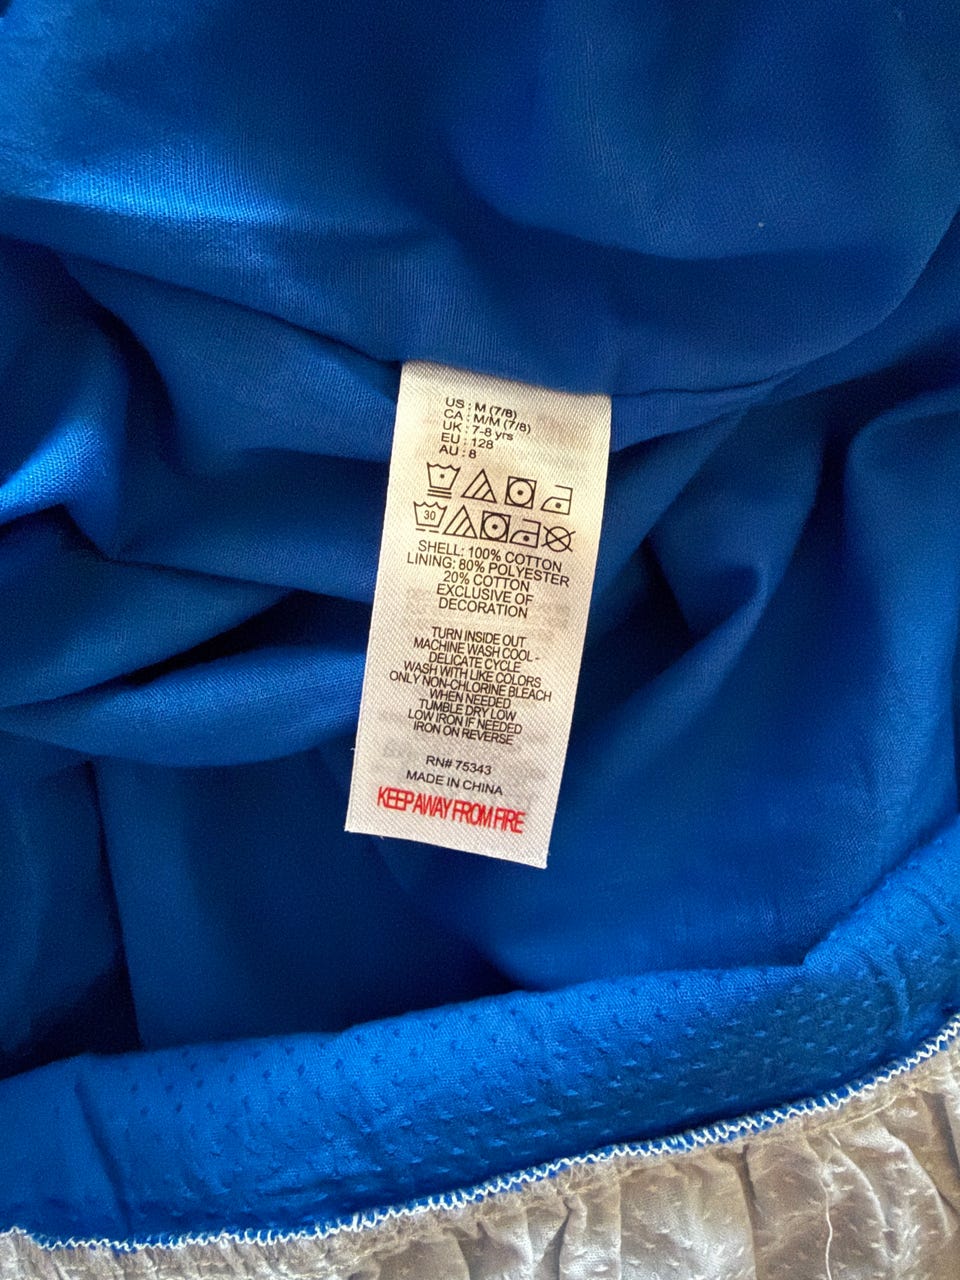 US : M (7/8)
CA : M/M (7/8)
UK : 7-8 yrs
EU : 128
AU : 8
30
SHELL: 100% COTTON
LINING: 80% POLYESTER
20% COTTON
EXCLUSIVE OF
DECORATION
TURN INSIDE OUT
MACHINE WASH COOL -
DELICATE CYCLE
WASH WITH LIKE COLORS
ONLY NON-CHLORINE BLEACH
WHEN NEEDED
TUMBLE DRY LOW
LOW IRON IF NEEDED
IRON ON REVERSE
RN# 75343
MADE IN CHINA
KEEP AWAY FROM FIRE